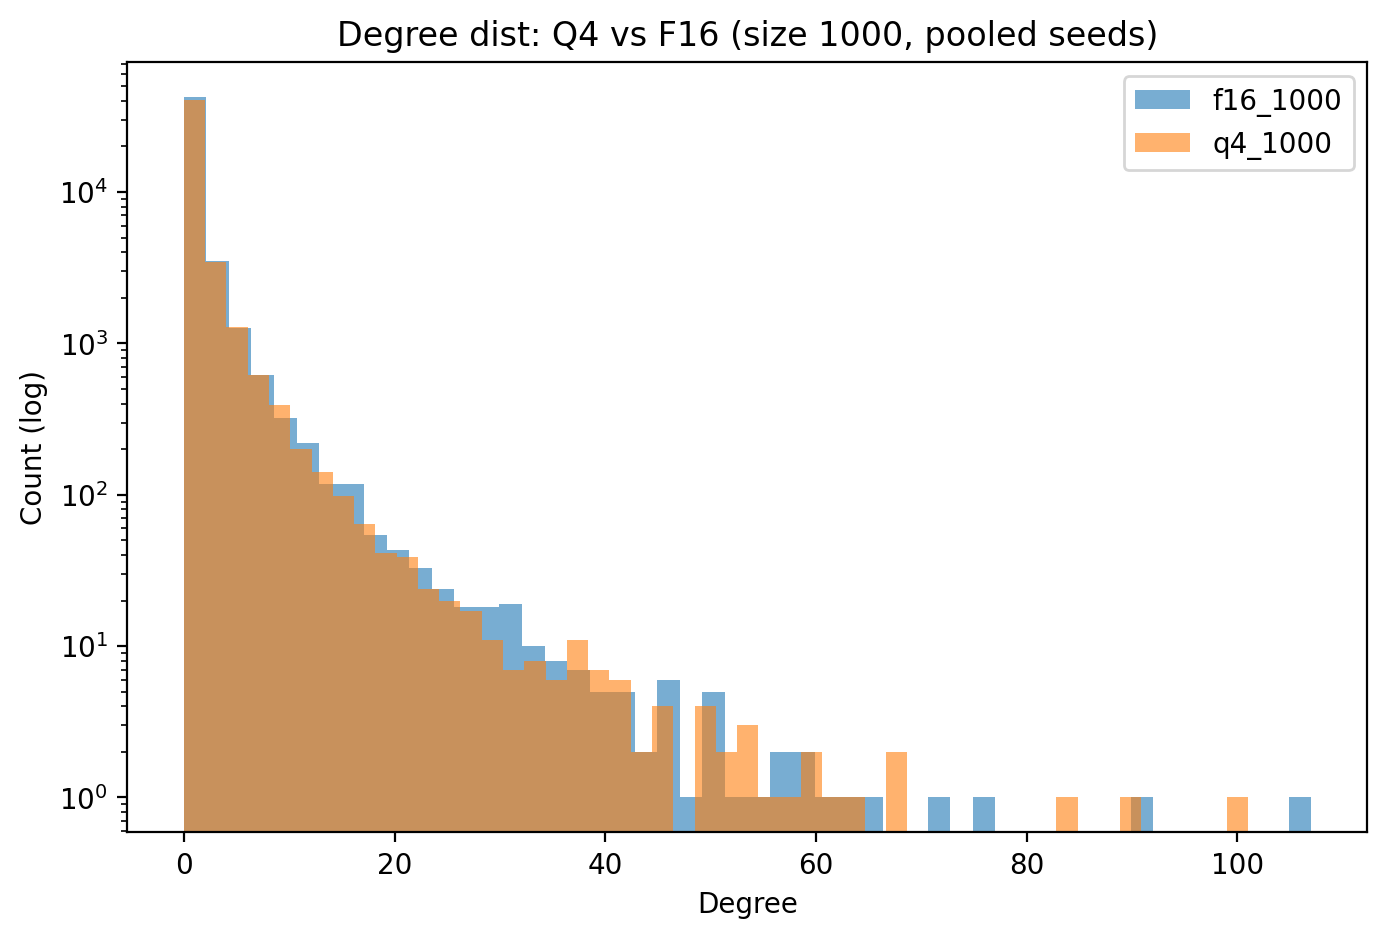 Degree dist: Q4 vs F16 (size 1000, pooled seeds)
f16_1000
q4_1000
Count (log)
10⁴
10³
10²
10¹
10⁰
0 20 40 60 80 100
Degree